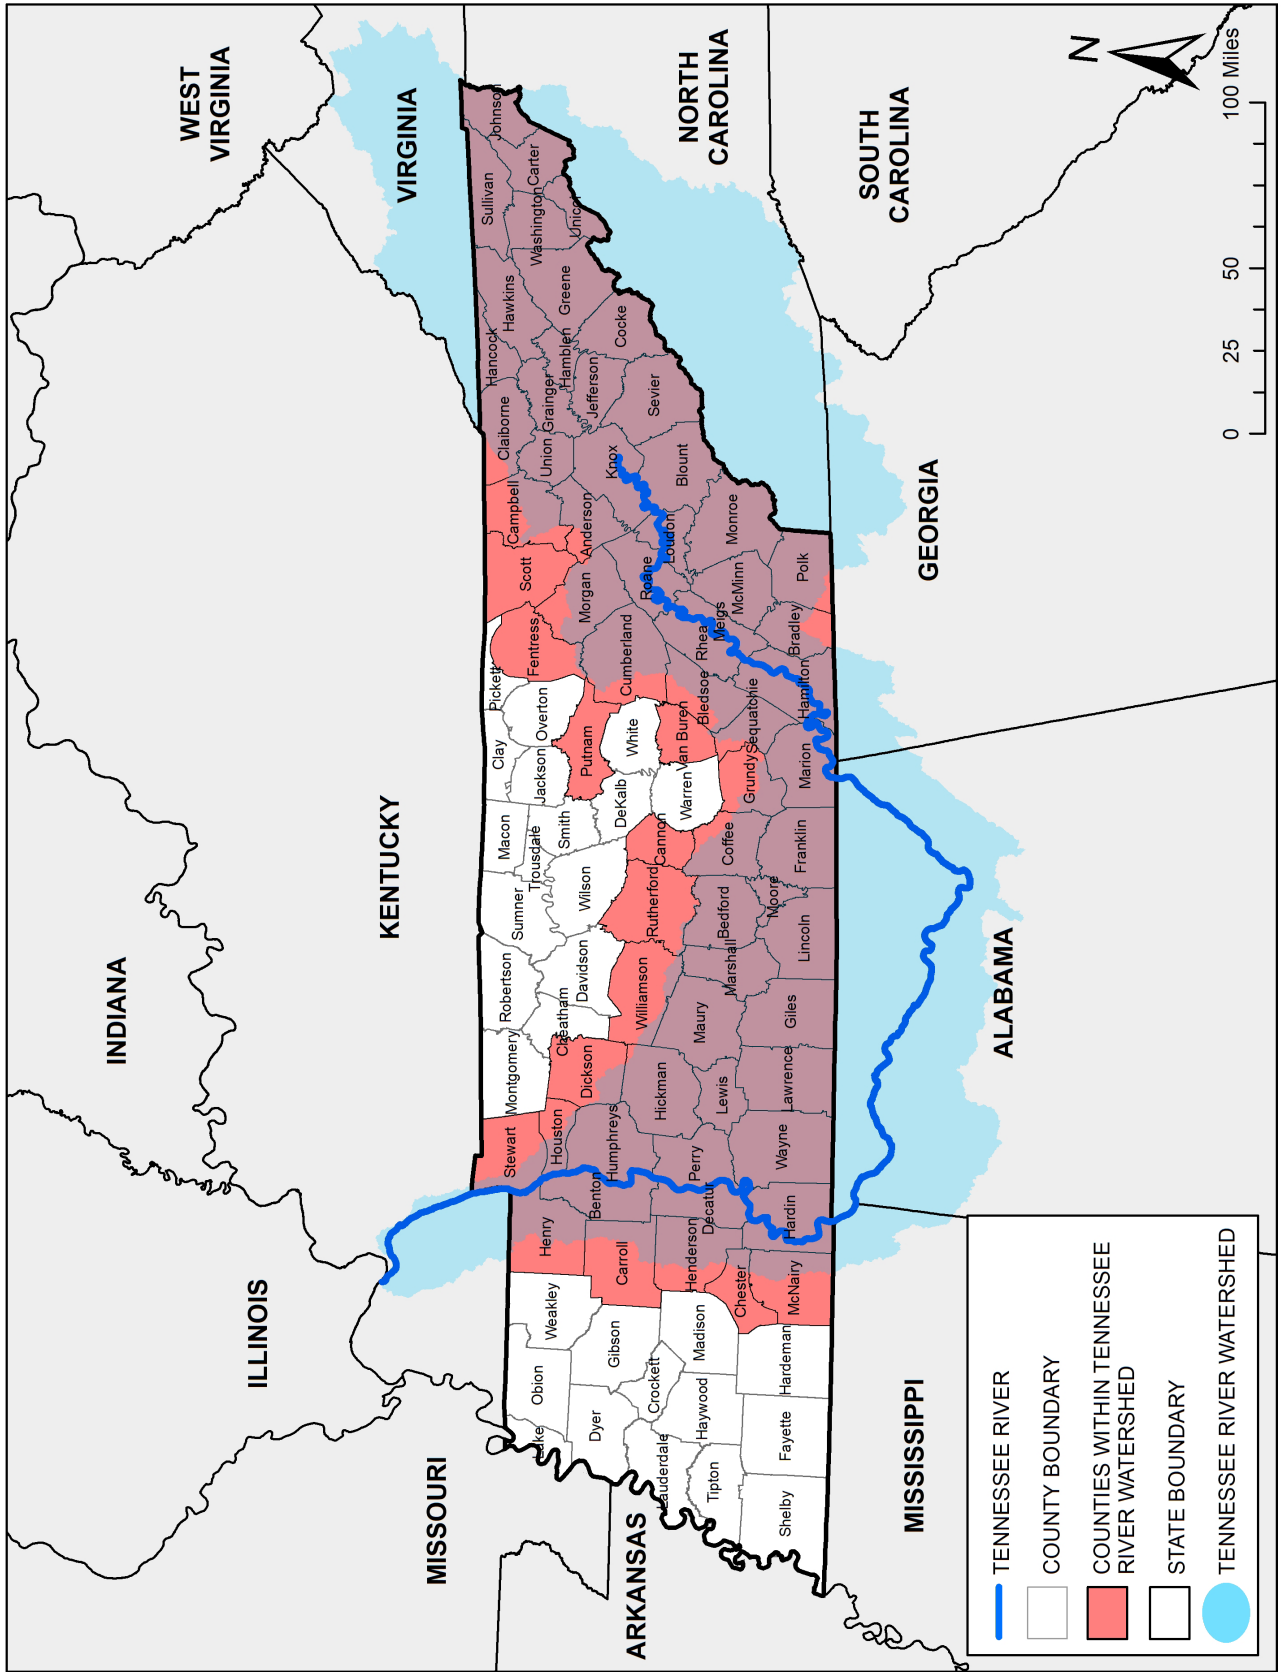 WEST
VIRGINIA
VIRGINIA
NORTH
CAROLINA
SOUTH
CAROLINA
GEORGIA
ALABAMA
MISSISSIPPI
ARKANSAS
MISSOURI
ILLINOIS
INDIANA
KENTUCKY
N
0
25
50
100 Miles
Lake
Obion
Weakley
Henry
Stewart
Montgomery
Robertson
Sumner
Macon
Trousdale
Clay
Pickett
Scott
Campbell
Claiborne
Hancock
Hawkins
Sullivan
Johnson
Dyer
Gibson
Carroll
Benton
Houston
Humphreys
Dickson
Cheatham
Davidson
Wilson
Smith
Jackson
Overton
Putnam
Fentress
Morgan
Anderson
Union
Grainger
Hamblen
Jefferson
Greene
Washington
Carter
Unicoi
Cocke
Sevier
Knox
Blount
Loudon
Roane
Cumberland
White
DeKalb
Cannon
Rutherford
Williamson
Hickman
Perry
Decatur
Henderson
Madison
Crockett
Haywood
Lauderdale
Tipton
Shelby
Fayette
Hardeman
Chester
McNairy
Hardin
Wayne
Lewis
Lawrence
Maury
Giles
Marshall
Bedford
Lincoln
Moore
Coffee
Franklin
Warren
Van Buren
Grundy
Marion
Sequatchie
Bledsoe
Rhea
Hamilton
Meigs
McMinn
Bradley
Polk
Monroe
TENNESSEE RIVER
COUNTY BOUNDARY
COUNTIES WITHIN TENNESSEE
RIVER WATERSHED
STATE BOUNDARY
TENNESSEE RIVER WATERSHED